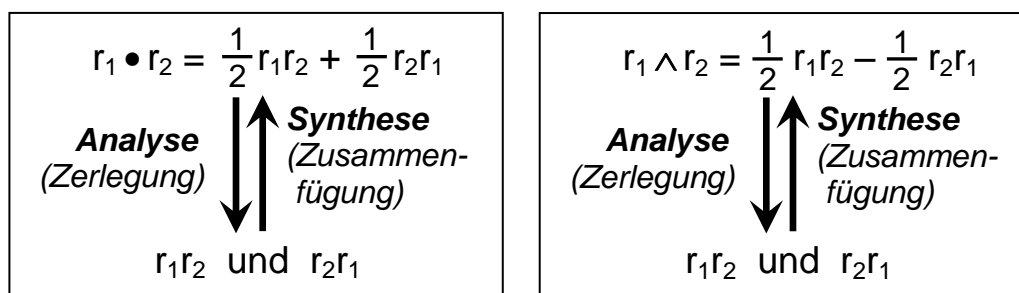 r₁ • r₂ = 1/2 r₁r₂ + 1/2 r₂r₁
Analyse
(Zerlegung)
Synthese
(Zusammen-
fügung)
r₁r₂ und r₂r₁
r₁ ∧ r₂ = 1/2 r₁r₂ – 1/2 r₂r₁
Analyse
(Zerlegung)
Synthese
(Zusammen-
fügung)
r₁r₂ und r₂r₁